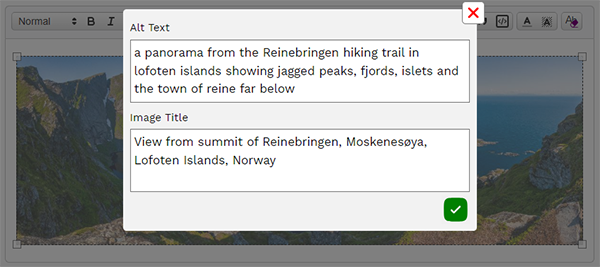 Normal
B I
Alt Text
a panorama from the Reinebringen hiking trail in
lofoten islands showing jagged peaks, fjords, islets and
the town of reine far below
Image Title
View from summit of Reinebringen, Moskenesøya,
Lofoten Islands, Norway